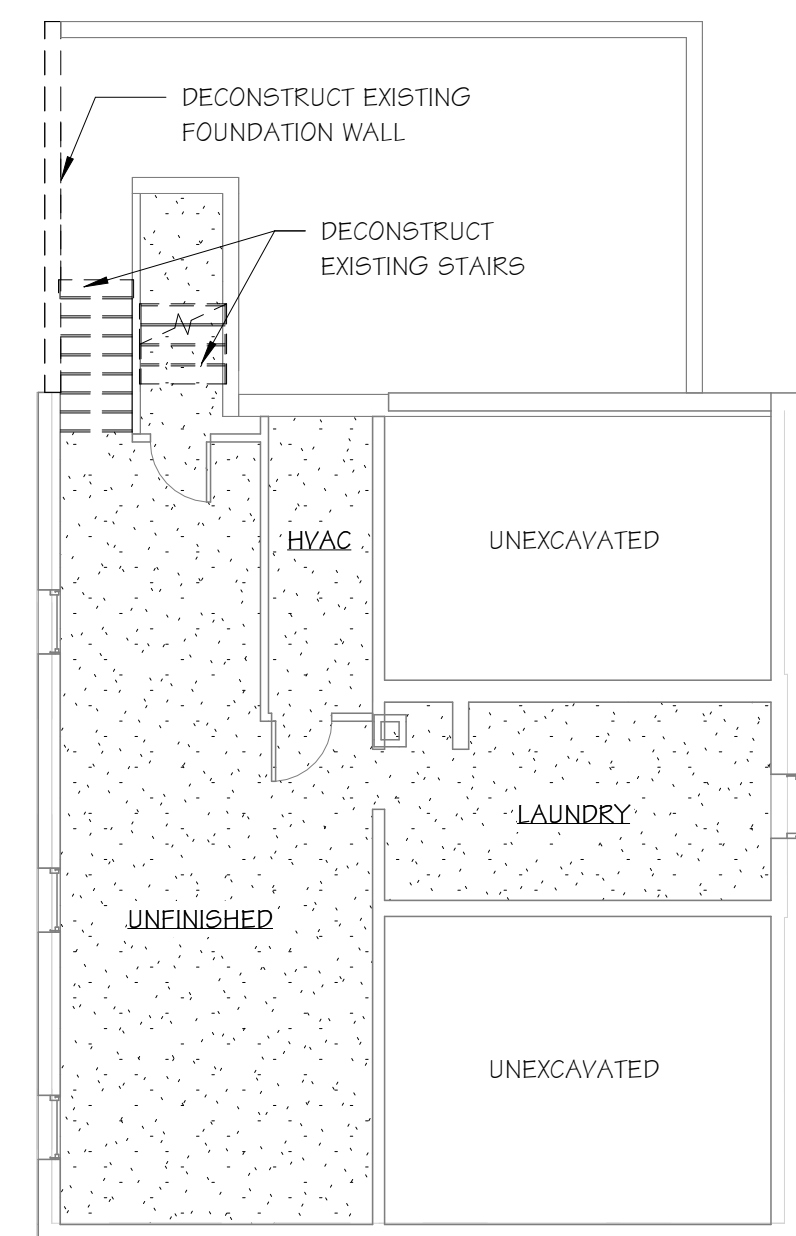 DECONSTRUCT EXISTING
FOUNDATION WALL
DECONSTRUCT
EXISTING STAIRS
HVAC
UNEXCAVATED
LAUNDRY
UNFINISHED
UNEXCAVATED